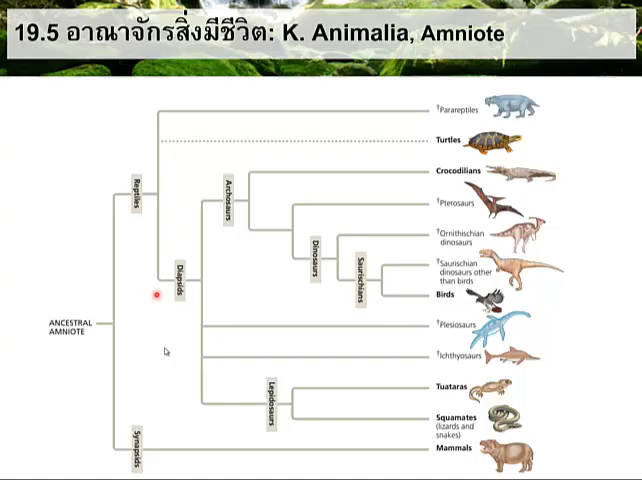 19.5 อาณาจักรสิ่งมีชีวิต: K. Animalia, Amniote
†Parareptiles
Turtles
Crocodilians
†Pterosaurs
†Ornithischian
dinosaurs
†Saurischian
dinosaurs other
than birds
Birds
†Plesiosaurs
†Ichthyosaurs
Tuataras
Squamates
(lizards and
snakes)
Mammals
Reptiles
Archosaurs
Dinosaurs
Saurischians
Diapsids
Lepidosaurs
Synapsids
ANCESTRAL
AMNIOTE